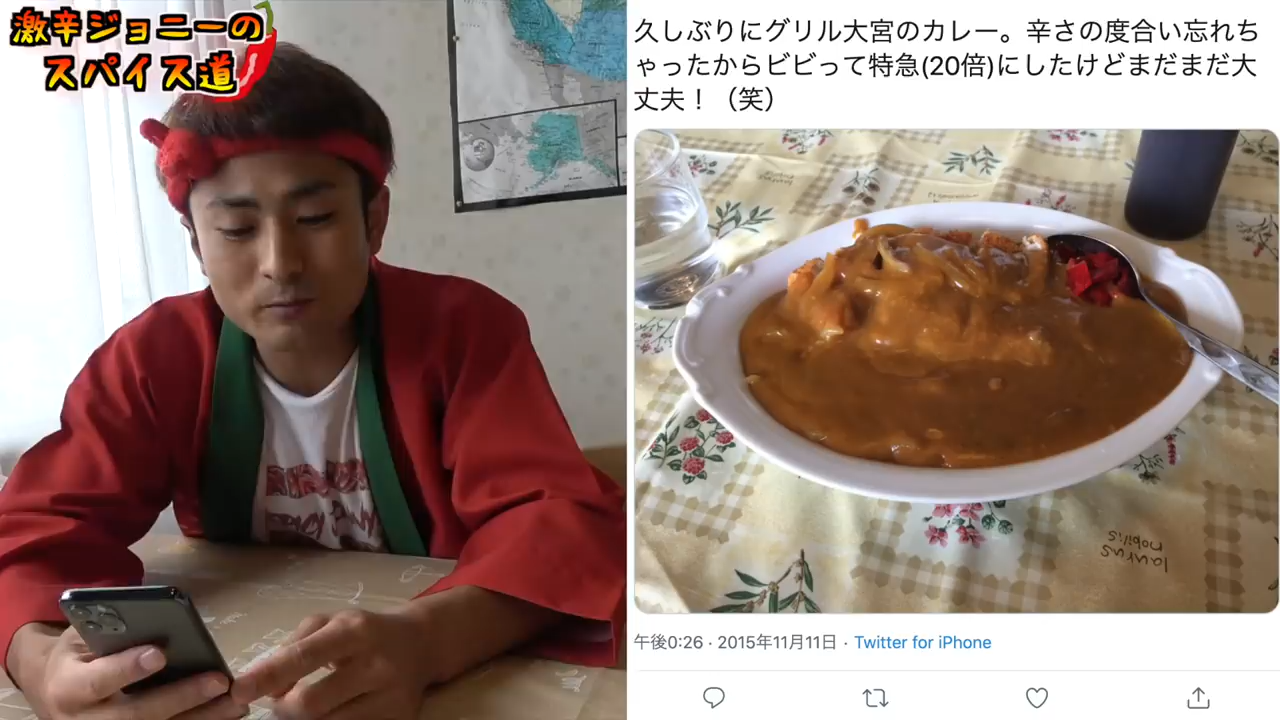 激辛ジョニーの
スパイス道
久しぶりにグリル大宮のカレー。辛さの度合い忘れち
ゃったからビビって特急(20倍)にしたけどまだまだ大
丈夫！（笑）
laurus
nobilis
午後0:26 · 2015年11月11日 · Twitter for iPhone